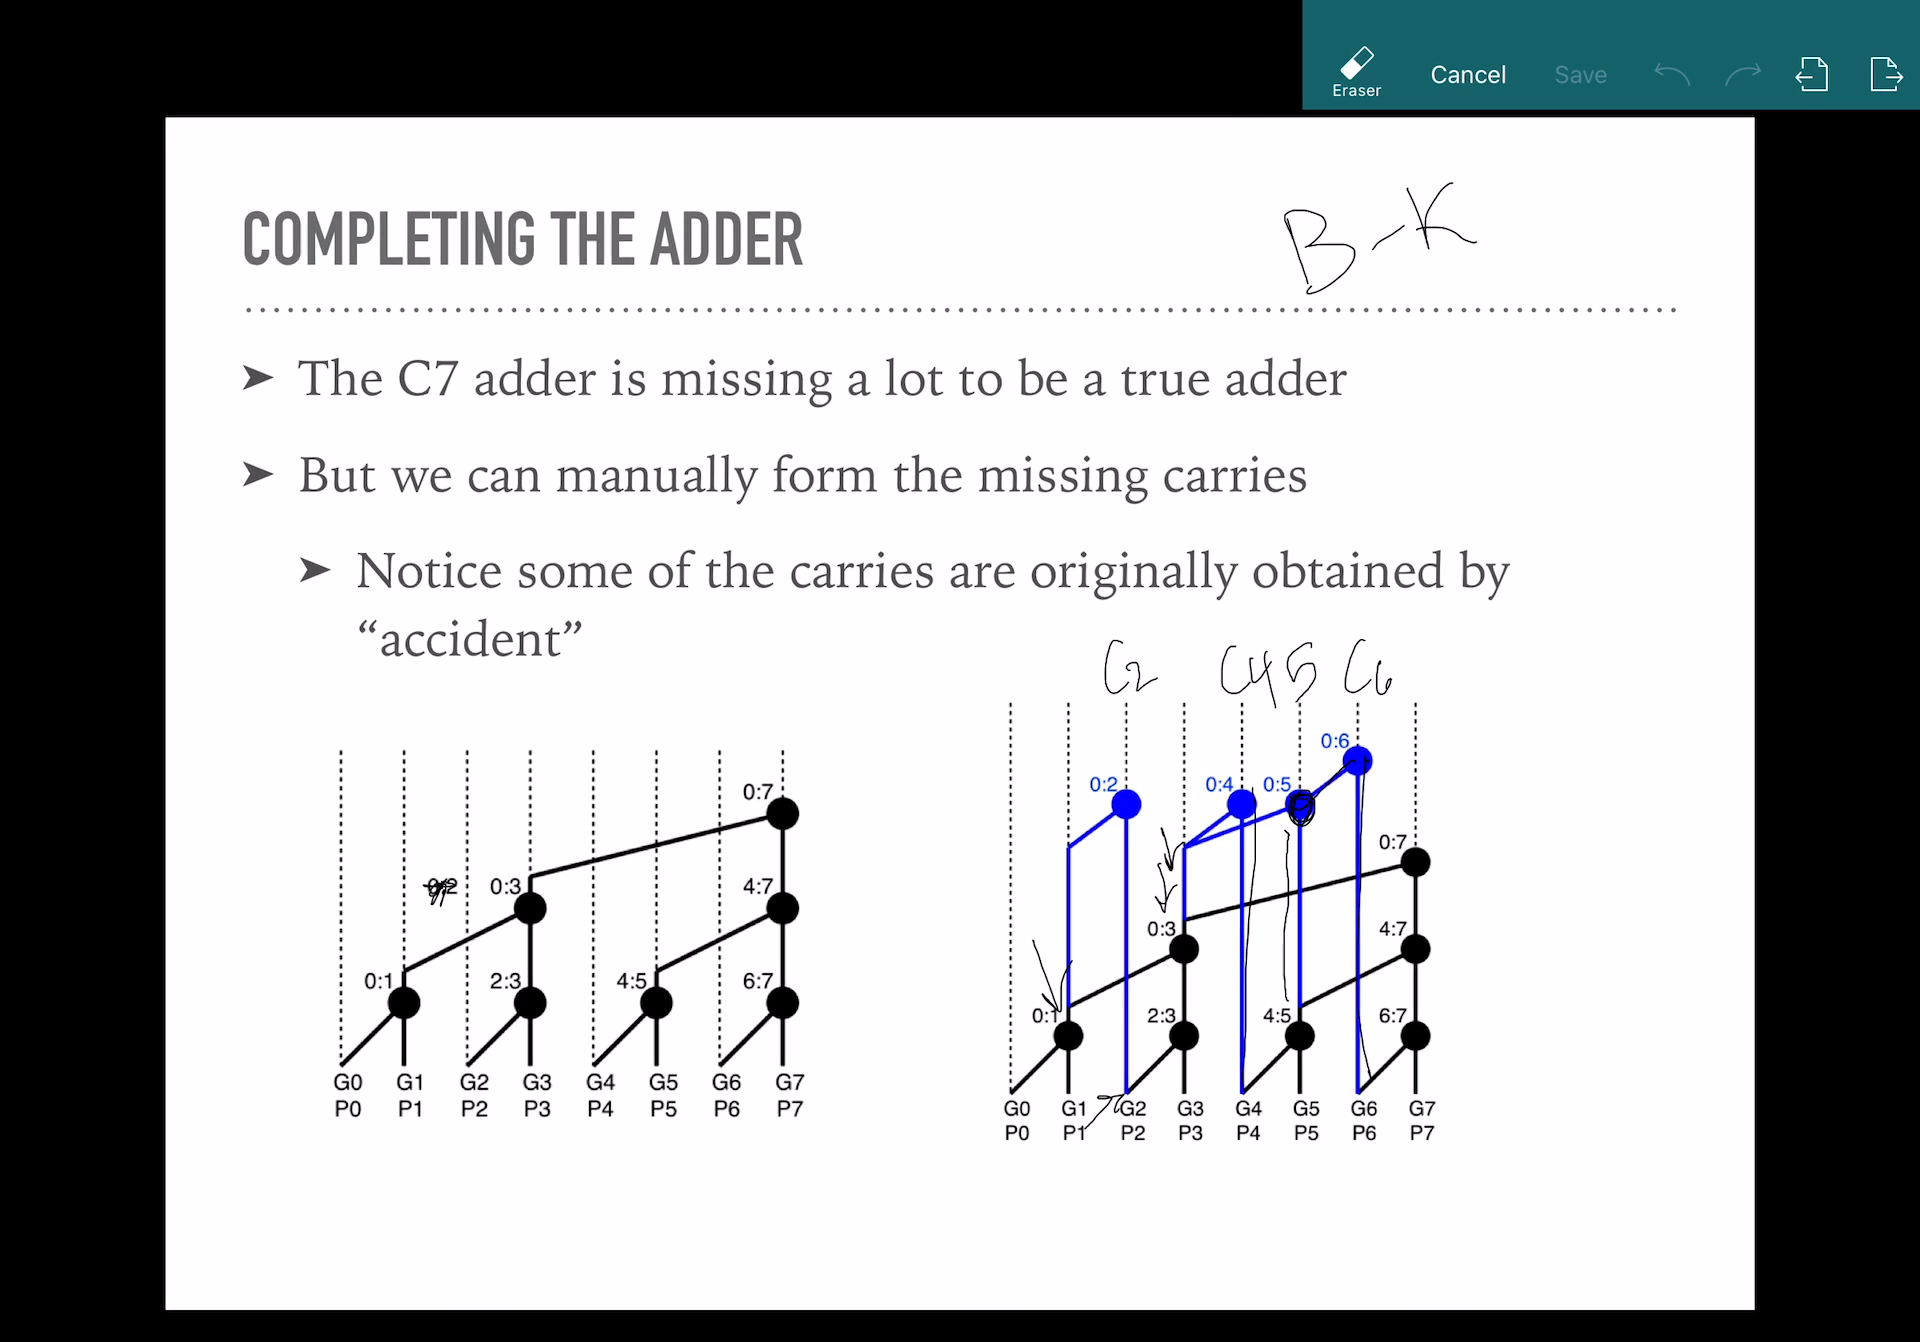 Eraser Cancel Save
COMPLETING THE ADDER
B-K
➤ The C7 adder is missing a lot to be a true adder
➤ But we can manually form the missing carries
➤ Notice some of the carries are originally obtained by
“accident”
C2 C4 5 C6
0:7
0:3 4:7
0:1 2:3 4:5 6:7
G0 G1 G2 G3 G4 G5 G6 G7
P0 P1 P2 P3 P4 P5 P6 P7
0:6
0:2 0:4 0:5
0:7
0:3 4:7
0:1 2:3 4:5 6:7
G0 G1 G2 G3 G4 G5 G6 G7
P0 P1 P2 P3 P4 P5 P6 P7